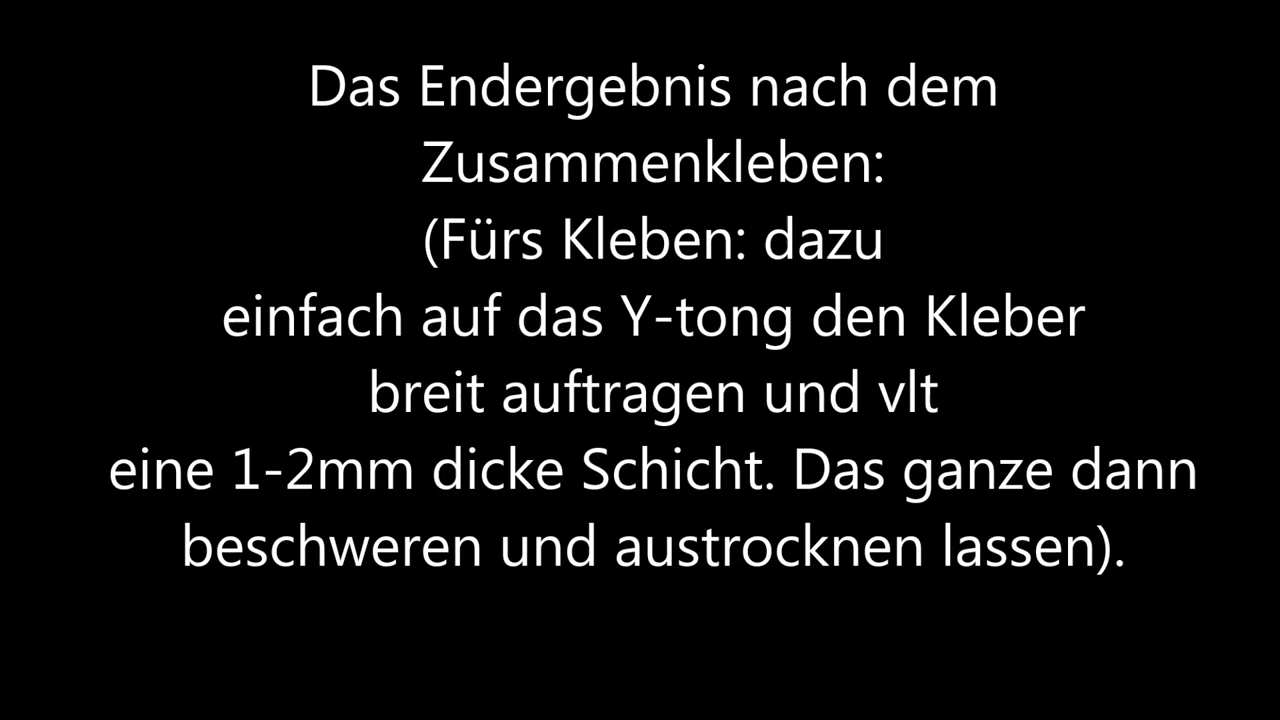 Das Endergebnis nach dem
Zusammenkleben:
(Fürs Kleben: dazu
einfach auf das Y-tong den Kleber
breit auftragen und vlt
eine 1-2mm dicke Schicht. Das ganze dann
beschweren und austrocknen lassen).